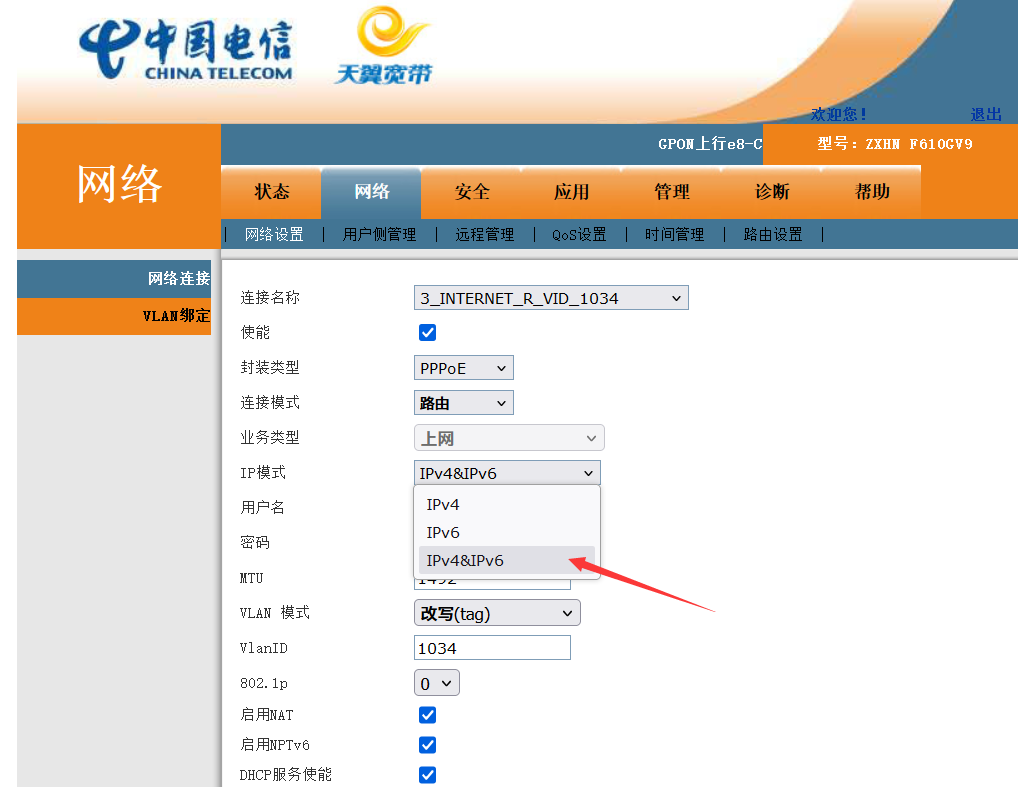 中国电信
CHINA TELECOM
天翼宽带
欢迎您! 退出
GPON上行e8-C 型号: ZXHN F610GV9
网络
状态 网络 安全 应用 管理 诊断 帮助
| 网络设置 | 用户侧管理 | 远程管理 | QoS设置 | 时间管理 | 路由设置 |
网络连接
VLAN绑定
连接名称 3_INTERNET_R_VID_1034
使能
封装类型 PPPoE
连接模式 路由
业务类型 上网
IP模式 IPv4&IPv6
用户名 IPv4
IPv6
密码
IPv4&IPv6
MTU 1492
VLAN 模式 改写(tag)
VlanID 1034
802.1p 0
启用NAT
启用NPTv6
DHCP服务使能